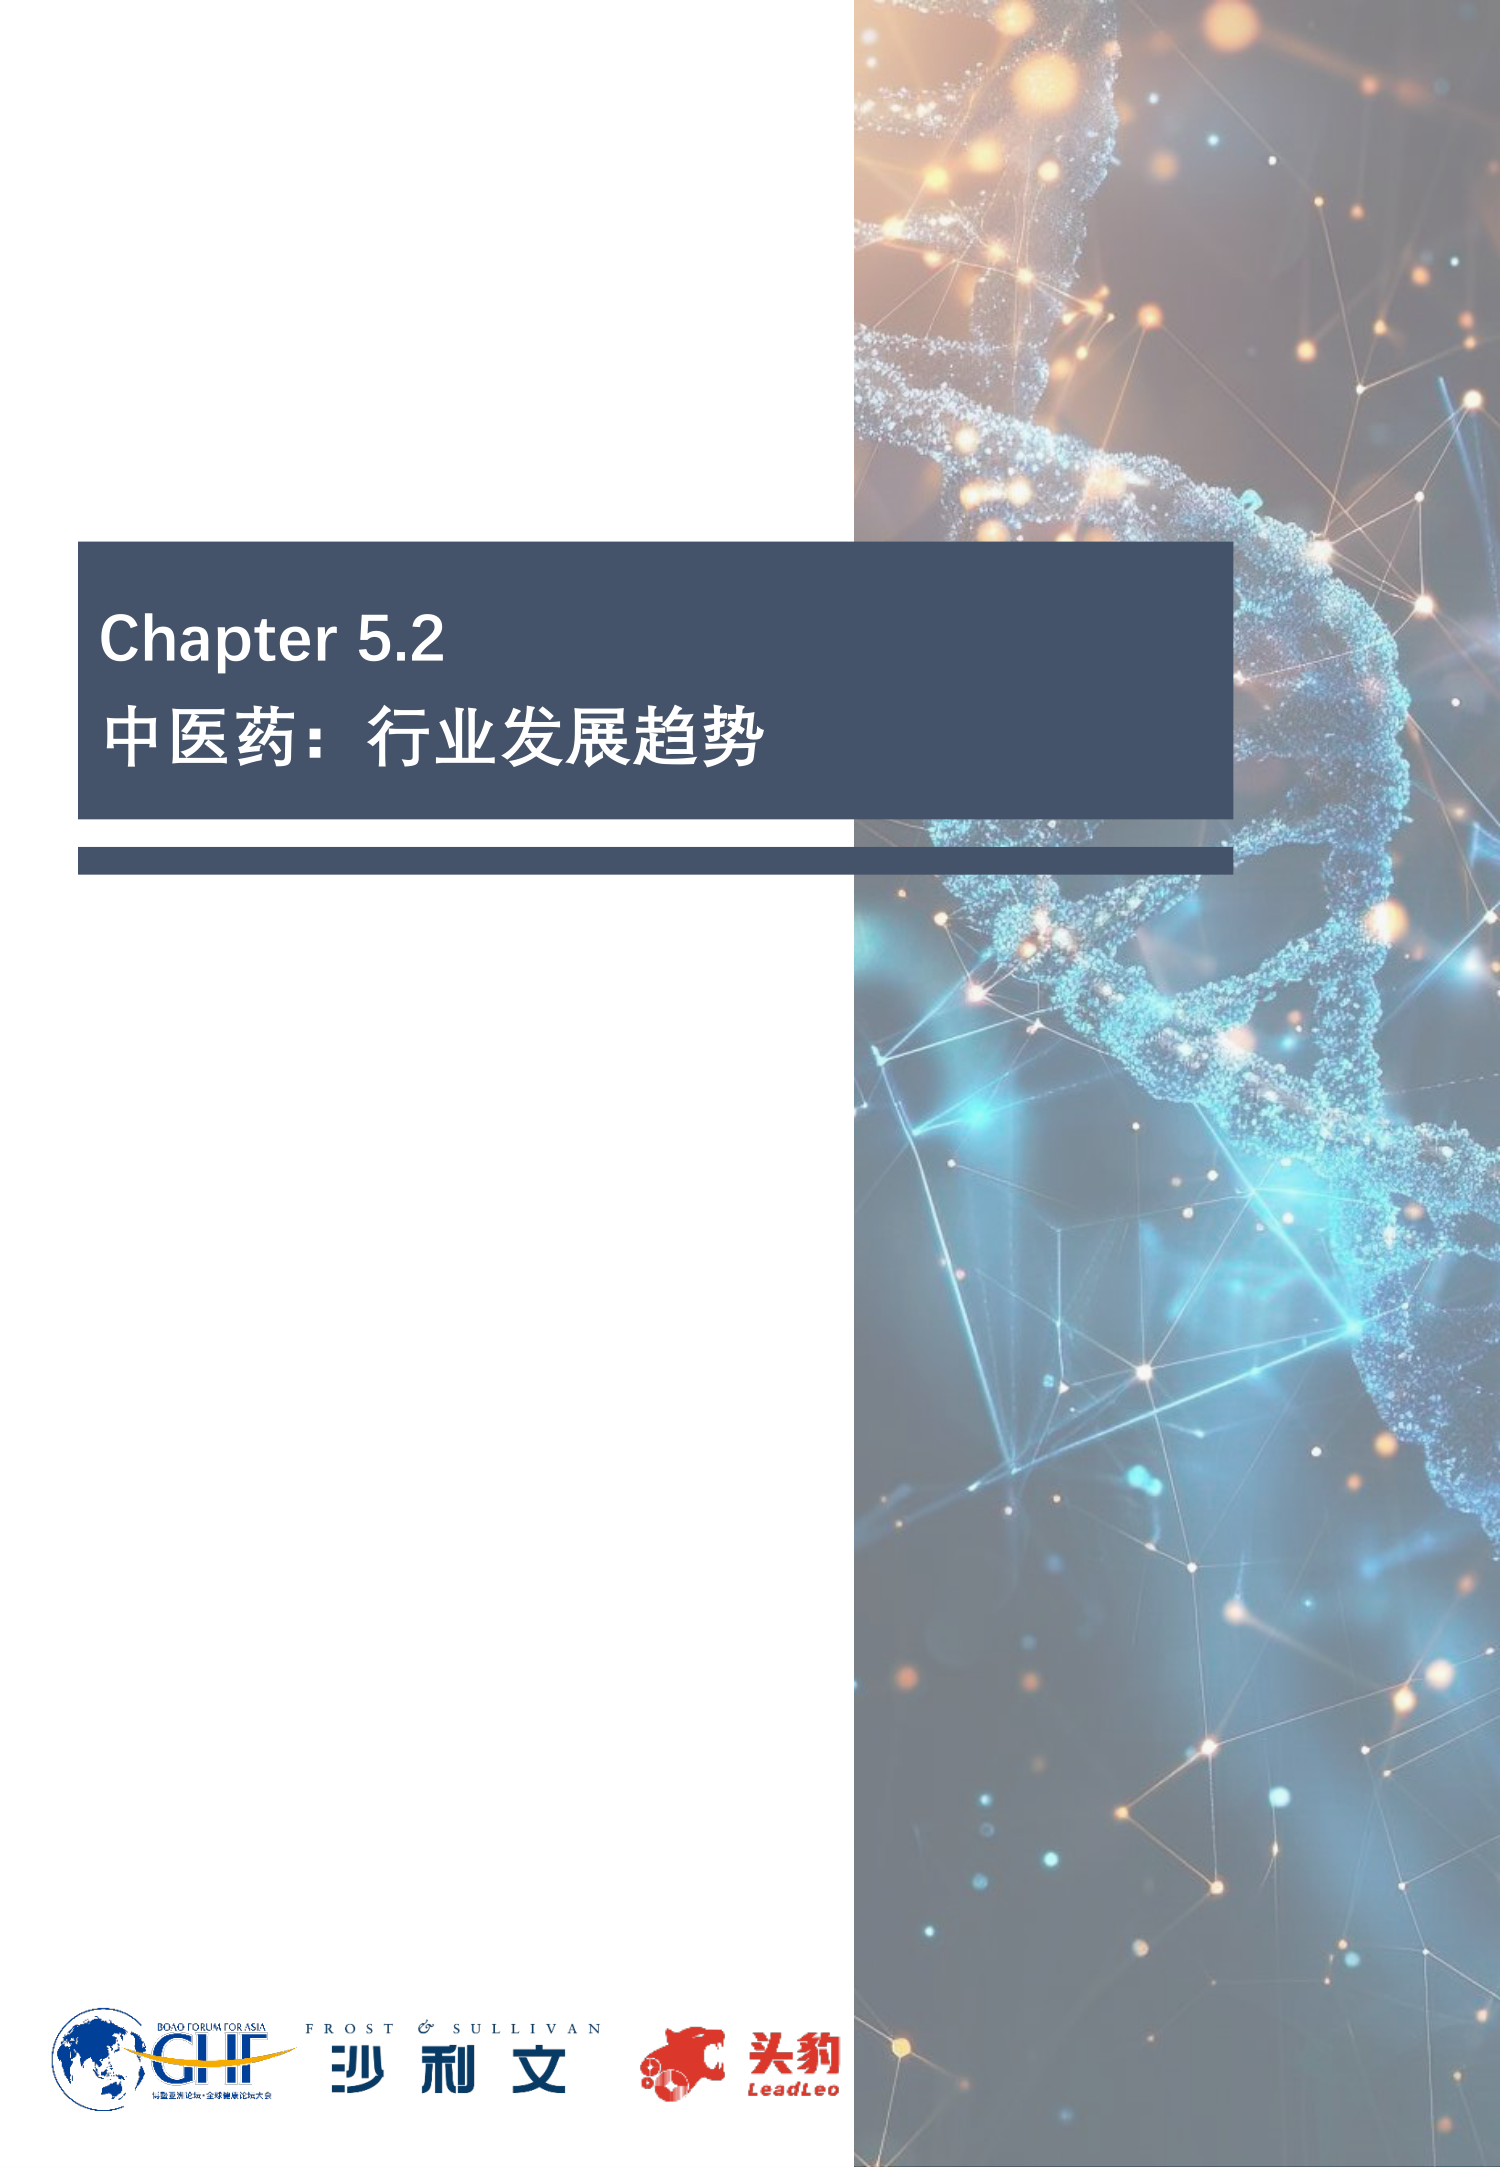 Chapter 5.2
中医药：行业发展趋势
BOAO FORUM FOR ASIA
GHF
博鳌亚洲论坛·全球健康论坛大会
FROST & SULLIVAN
沙利文
头豹
LeadLeo